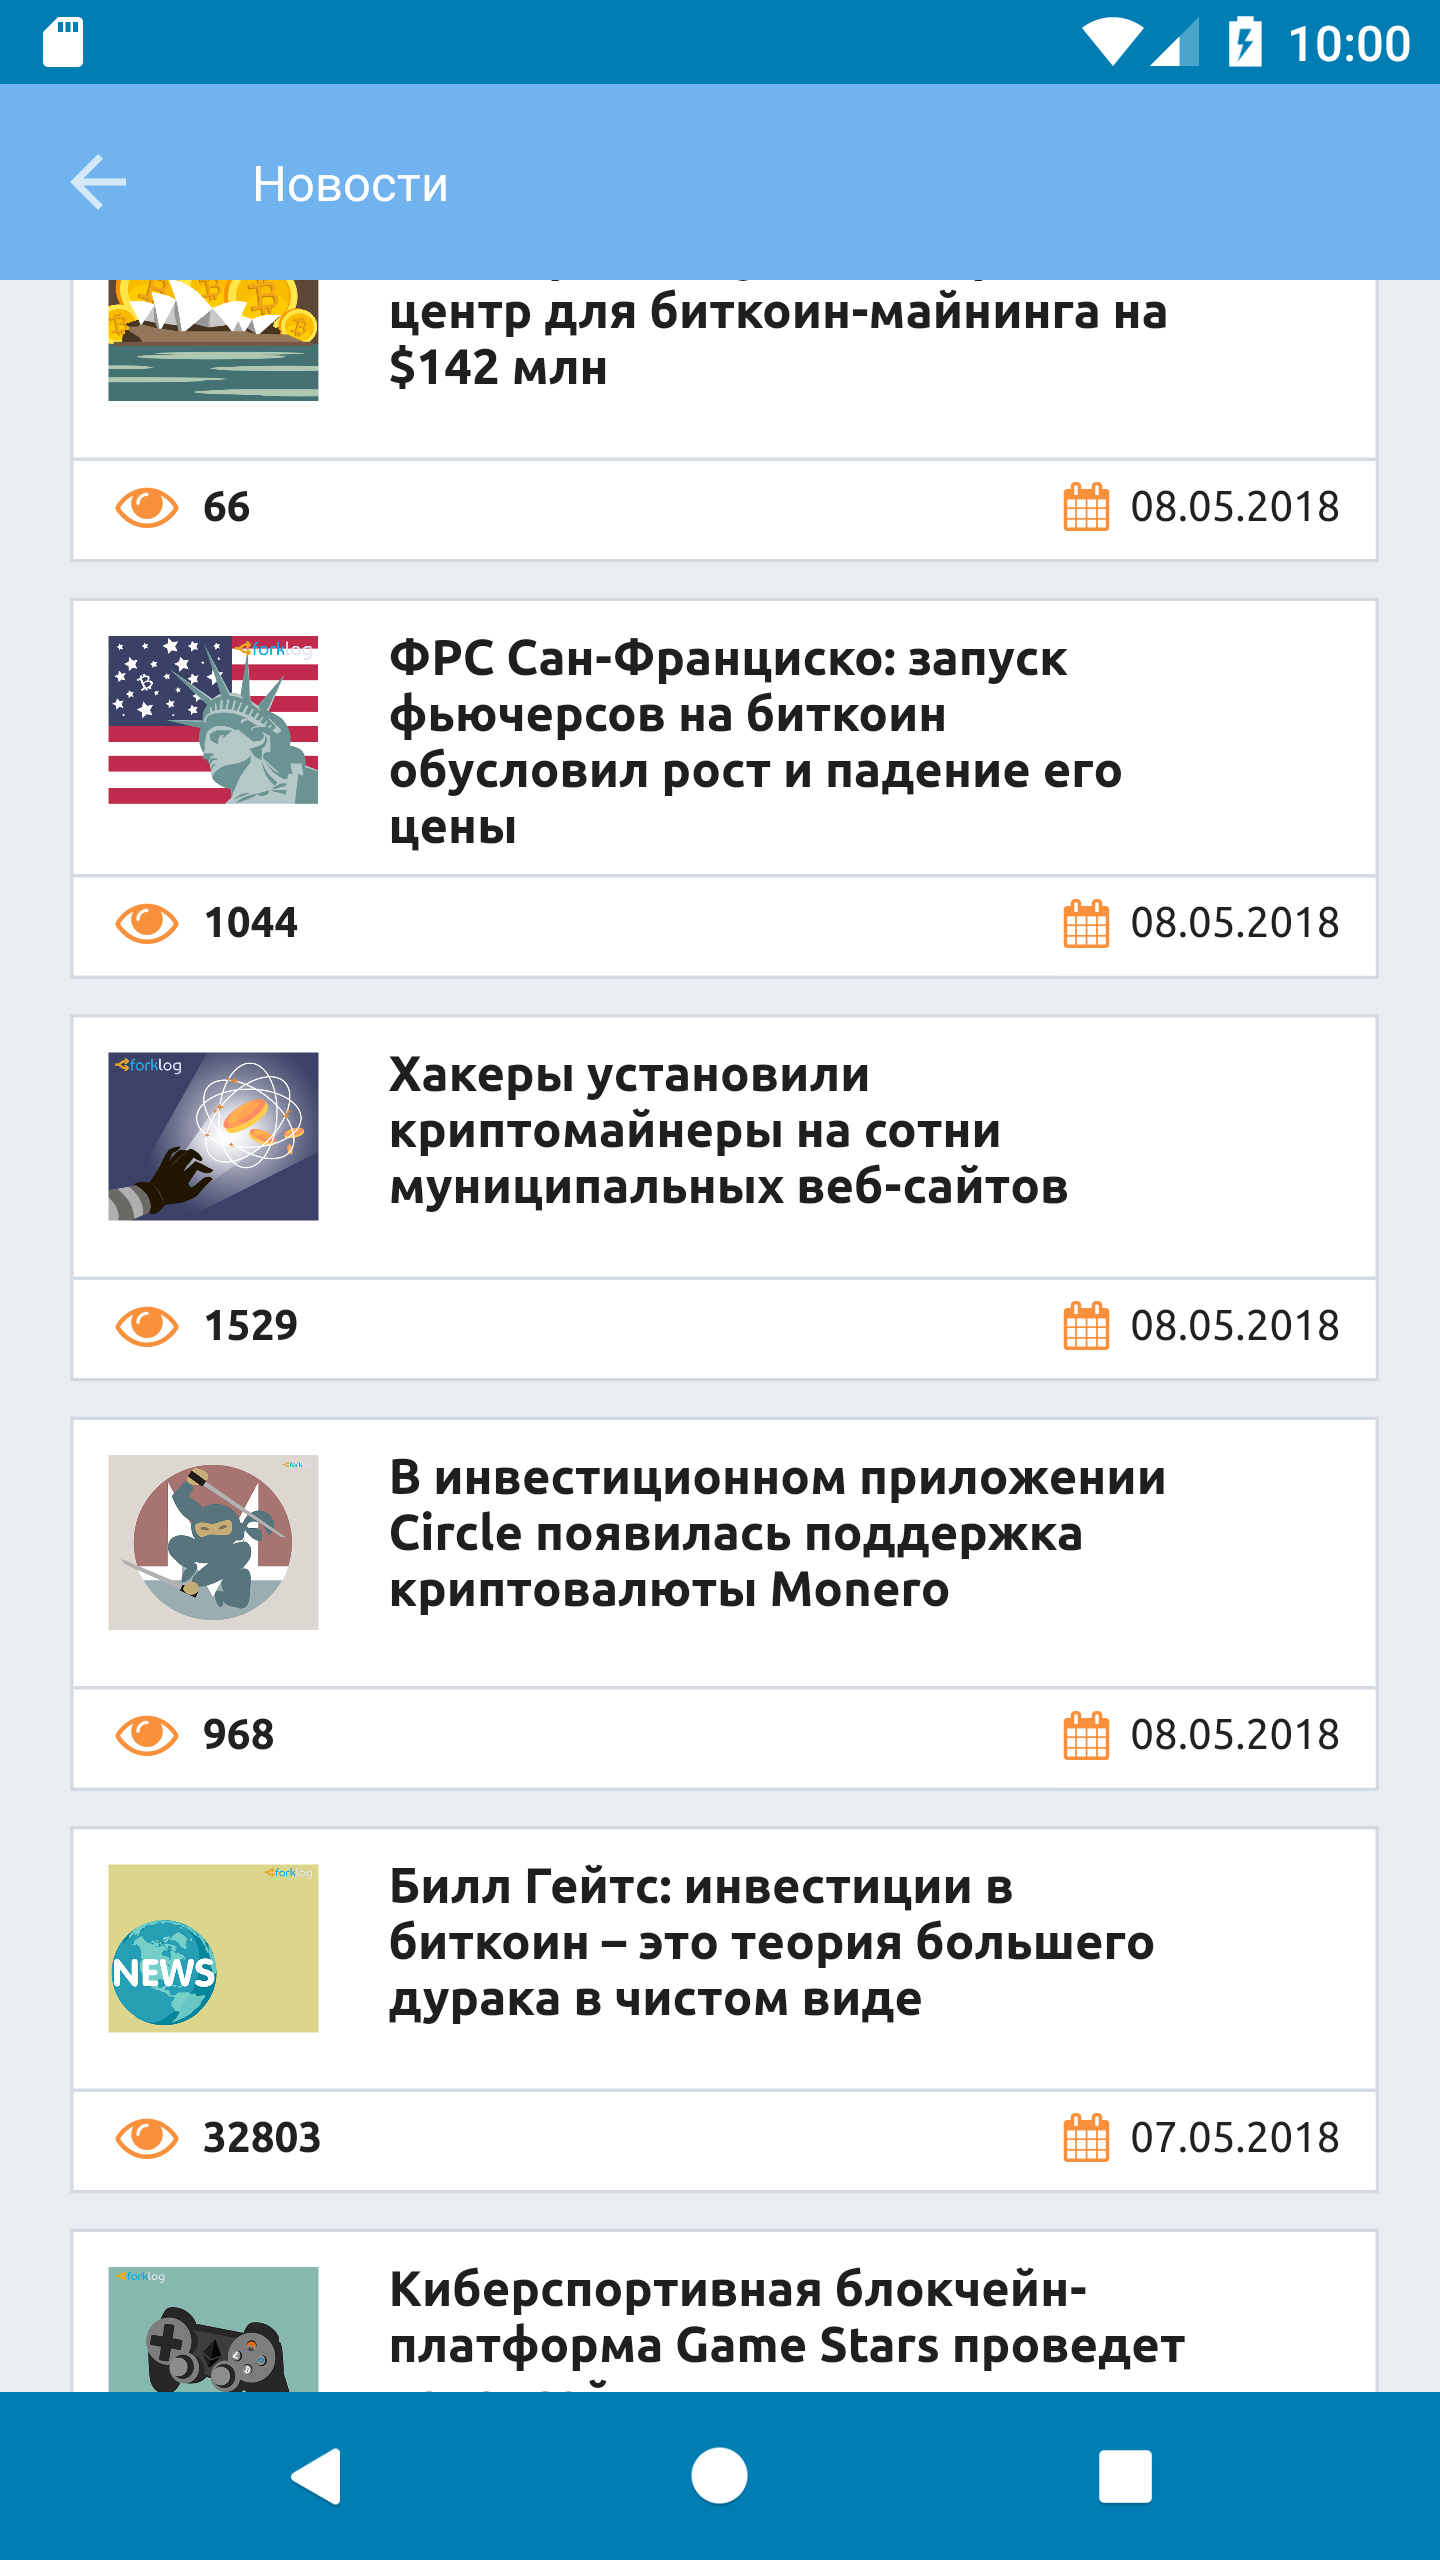 10:00
Новости
центр для биткоин-майнинга на
$142 млн
66
08.05.2018
forklog
ФРС Сан-Франциско: запуск
фьючерсов на биткоин
обусловил рост и падение его
цены
1044
08.05.2018
forklog
Хакеры установили
криптомайнеры на сотни
муниципальных веб-сайтов
1529
08.05.2018
fork
В инвестиционном приложении
Circle появилась поддержка
криптовалюты Monero
968
08.05.2018
forklog
NEWS
Билл Гейтс: инвестиции в
биткоин – это теория большего
дурака в чистом виде
32803
07.05.2018
forklog
Киберспортивная блокчейн-
платформа Game Stars проведет